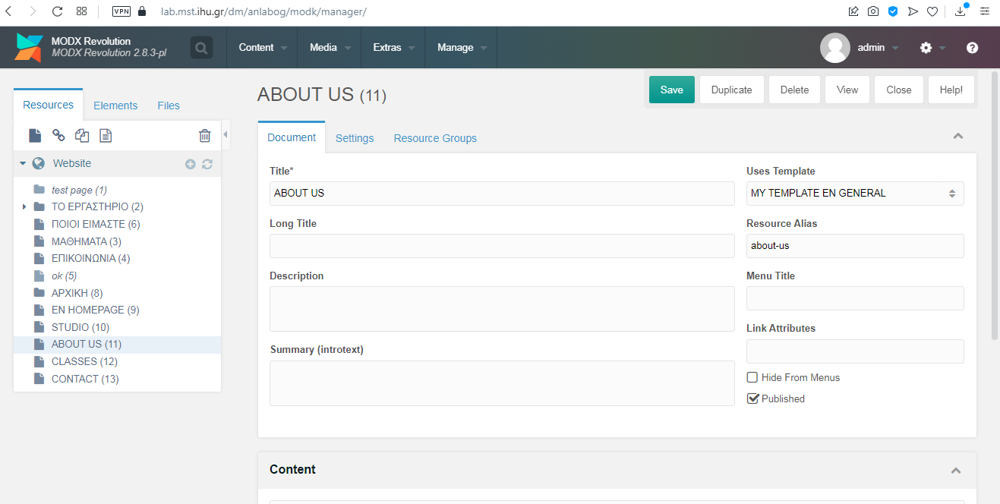 VPN lab.mst.ihu.gr/dm/anlabog/modk/manager/
MODX Revolution
MODX Revolution 2.8.3-pl
Content Media Extras Manage admin
Resources Elements Files
Website
test page (1)
ΤΟ ΕΡΓΑΣΤΗΡΙΟ (2)
ΠΟΙΟΙ ΕΙΜΑΣΤΕ (6)
ΜΑΘΗΜΑΤΑ (3)
ΕΠΙΚΟΙΝΩΝΙΑ (4)
ok (5)
ΑΡΧΙΚΗ (8)
EN HOMEPAGE (9)
STUDIO (10)
ABOUT US (11)
CLASSES (12)
CONTACT (13)
ABOUT US (11)
Save Duplicate Delete View Close Help!
Document Settings Resource Groups
Title*
ABOUT US
Long Title
Description
Summary (introtext)
Uses Template
MY TEMPLATE EN GENERAL
Resource Alias
about-us
Menu Title
Link Attributes
Hide From Menus
Published
Content